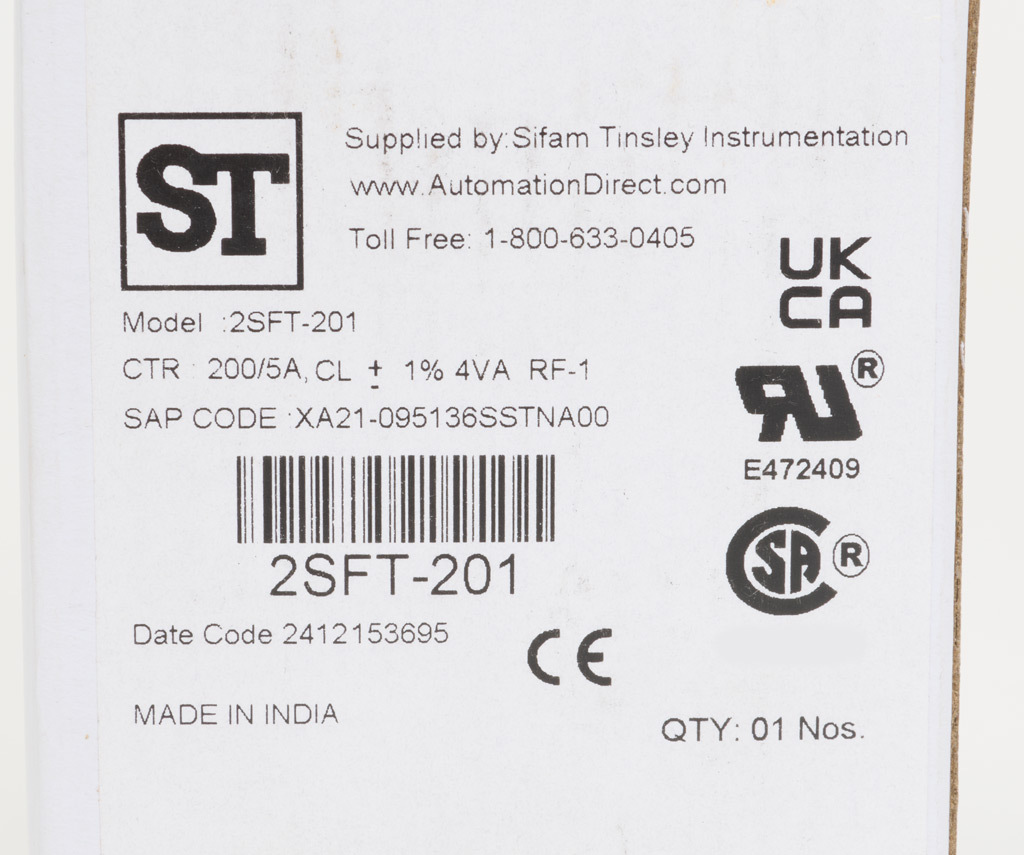 ST
Supplied by:Sifam Tinsley Instrumentation
www.AutomationDirect.com
Toll Free: 1-800-633-0405
UK
CA
Model :2SFT-201
CTR : 200/5A, CL ± 1% 4VA RF-1
SAP CODE :XA21-095136SSTNA00
RU®
E472409
2SFT-201
CSA®
Date Code 2412153695
CE
MADE IN INDIA
QTY: 01 Nos.